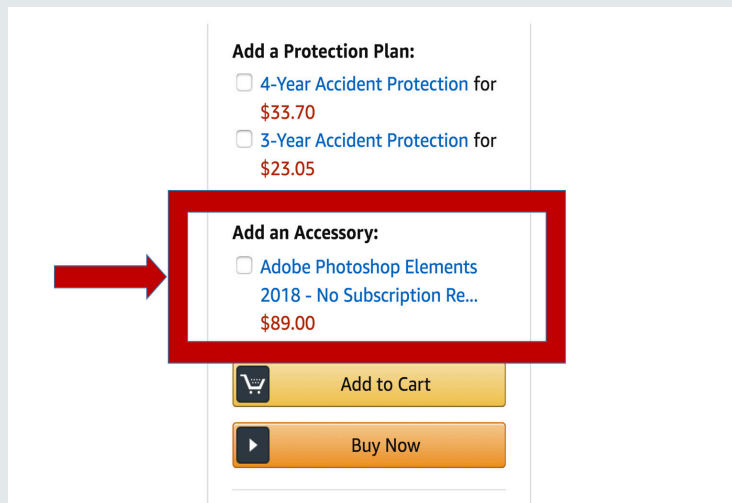 Add a Protection Plan:
4-Year Accident Protection for
$33.70
3-Year Accident Protection for
$23.05
Add an Accessory:
Adobe Photoshop Elements
2018 - No Subscription Re...
$89.00
Add to Cart
Buy Now